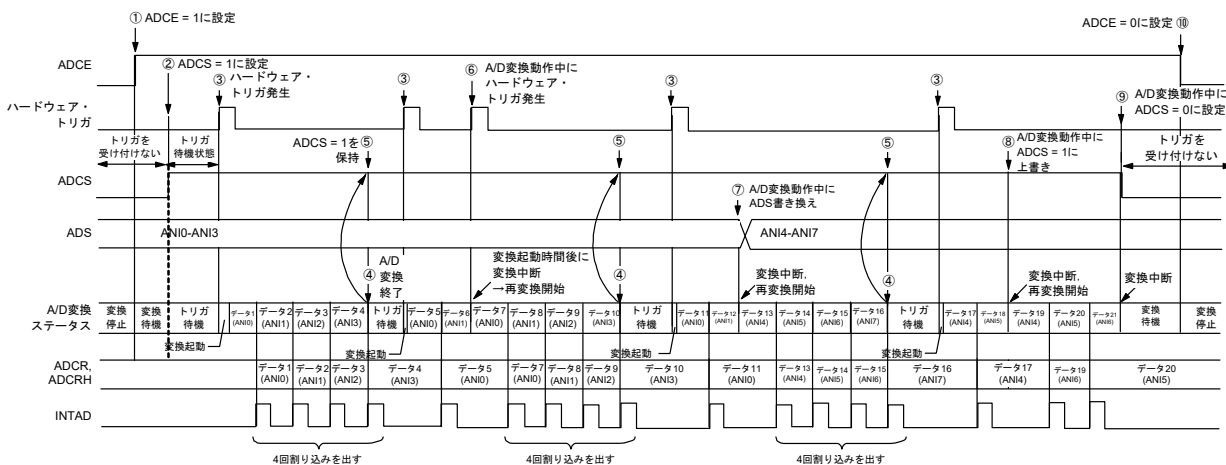 ① ADCE = 1に設定
ADCE = 0に設定 ⑩
ADCE
② ADCS = 1に設定
③ ハードウェア・
トリガ発生
③
⑥ A/D変換動作中に
ハードウェア・
トリガ発生
③
③
⑨ A/D変換動作中に
ADCS = 0に設定
ハードウェア・
トリガ
トリガを
受け付けない
トリガ
待機状態
ADCS = 1を⑤
保持
⑤
⑤
⑧ A/D変換動作中に
ADCS = 1に
上書き
トリガを
受け付けない
ADCS
⑦ A/D変換動作中に
ADS書き換え
ADS
ANI0-ANI3
ANI4-ANI7
④ A/D
変換
終了
変換起動時間後に
変換中断
→再変換開始
④
変換中断,
再変換開始
④
変換中断,
再変換開始
変換中断
A/D変換
ステータス
変換
停止
変換
待機
トリガ
待機
データ1
(ANI0)
データ2
(ANI1)
データ3
(ANI2)
データ4
(ANI3)
トリガ
待機
データ5
(ANI0)
データ6
(ANI1)
データ7
(ANI0)
データ8
(ANI1)
データ9
(ANI2)
データ10
(ANI3)
トリガ
待機
データ11
(ANI0)
データ12
(ANI1)
データ13
(ANI4)
データ14
(ANI5)
データ15
(ANI6)
データ16
(ANI7)
トリガ
待機
データ17
(ANI4)
データ18
(ANI5)
データ19
(ANI4)
データ20
(ANI5)
データ21
(ANI6)
変換
待機
変換
停止
変換起動
変換起動
変換起動
変換起動
ADCR,
ADCRH
データ1
(ANI0)
データ2
(ANI1)
データ3
(ANI2)
データ4
(ANI3)
データ5
(ANI0)
データ7
(ANI0)
データ8
(ANI1)
データ9
(ANI2)
データ10
(ANI3)
データ11
(ANI0)
データ13
(ANI4)
データ14
(ANI5)
データ15
(ANI6)
データ16
(ANI7)
データ17
(ANI4)
データ19
(ANI6)
データ20
(ANI5)
INTAD
4回割り込みを出す
4回割り込みを出す
4回割り込みを出す